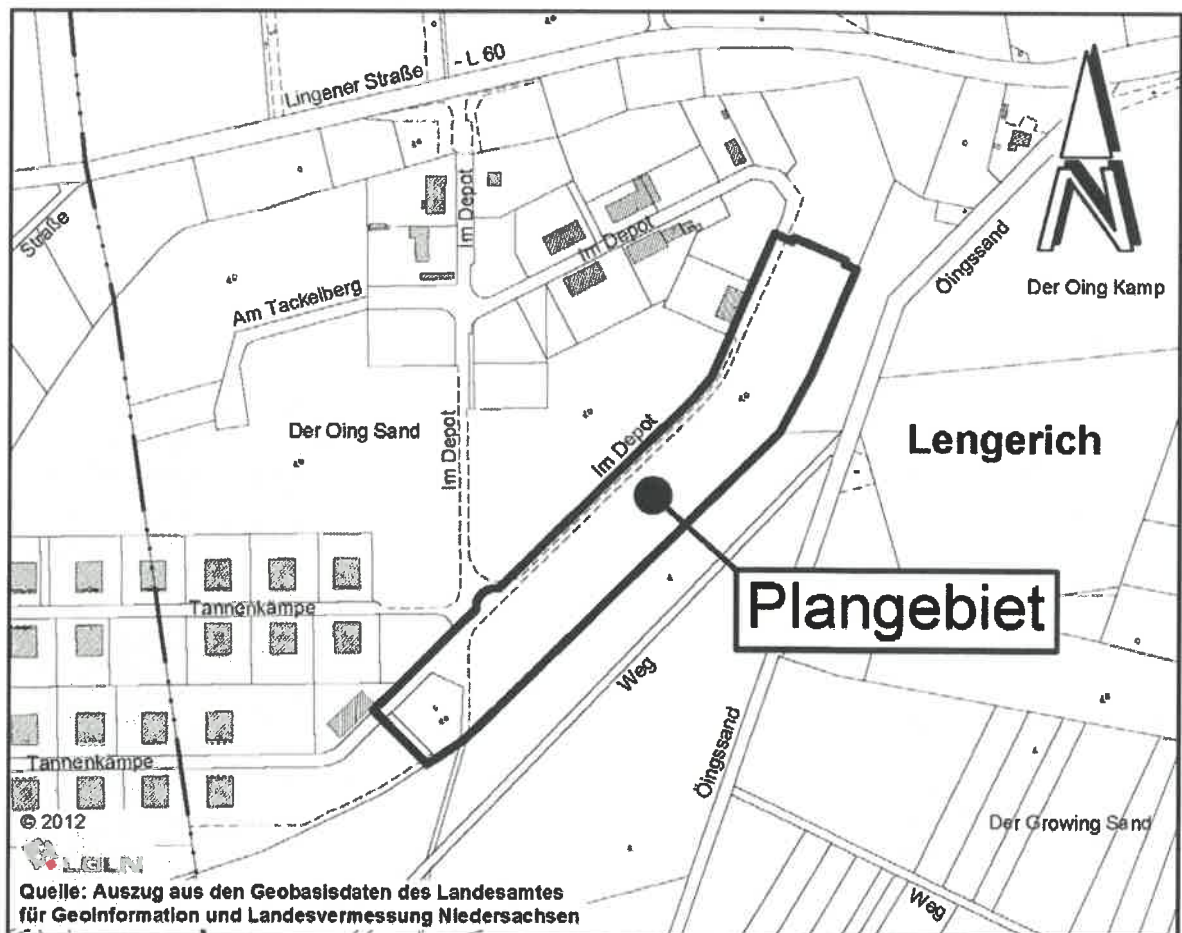 Lingener Straße - L 60
Straße
Im Depot
Im Depot
Am Tackelberg
Öingssand
N
Der Oing Kamp
Der Oing Sand
Im Depot
Im Depot
Lengerich
Plangebiet
Tannenkämpe
Weg
Tannenkämpe
Öingssand
Der Growing Sand
Weg
© 2012
LGLN
Quelle: Auszug aus den Geobasisdaten des Landesamtes
für Geoinformation und Landesvermessung Niedersachsen